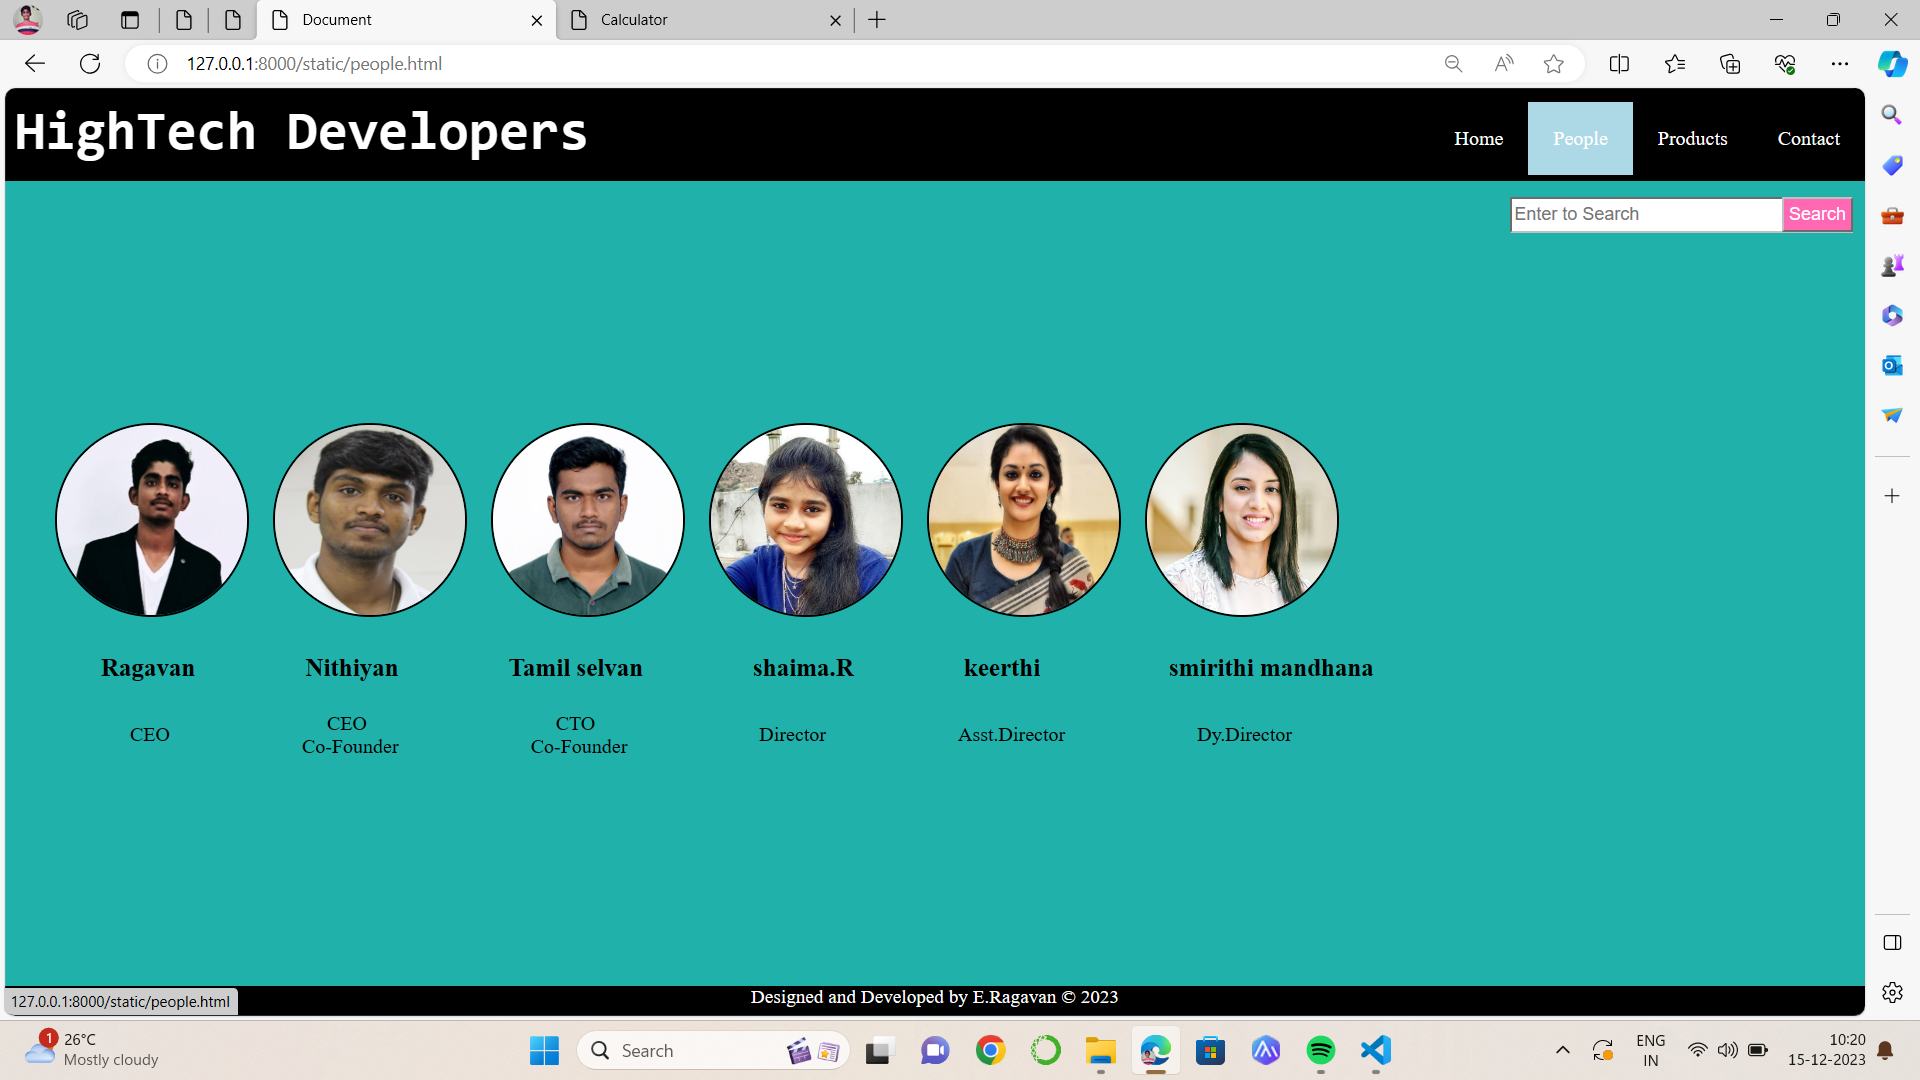 Document
Calculator
127.0.0.1:8000/static/people.html
HighTech Developers
Home
People
Products
Contact
Enter to Search
Search
Ragavan
Nithiyan
Tamil selvan
shaima.R
keerthi
smirithi mandhana
CEO
CEO
Co-Founder
CTO
Co-Founder
Director
Asst.Director
Dy.Director
127.0.0.1:8000/static/people.html
Designed and Developed by E.Ragavan © 2023
1
26°C
Mostly cloudy
Search
ENG
IN
10:20
15-12-2023